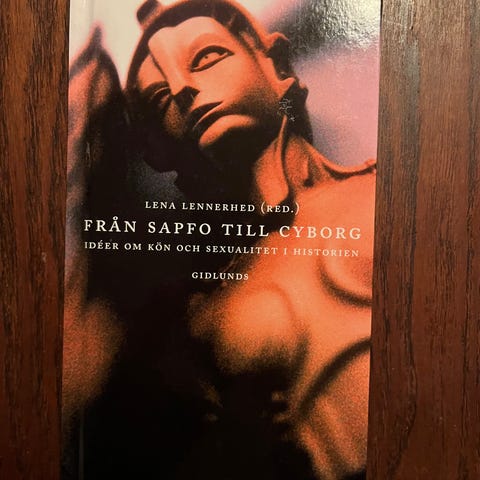 LENA LENNERHED (RED.)
FRÅN SAPFO TILL CYBORG
IDÉER OM KÖN OCH SEXUALITET I HISTORIEN
GIDLUNDS